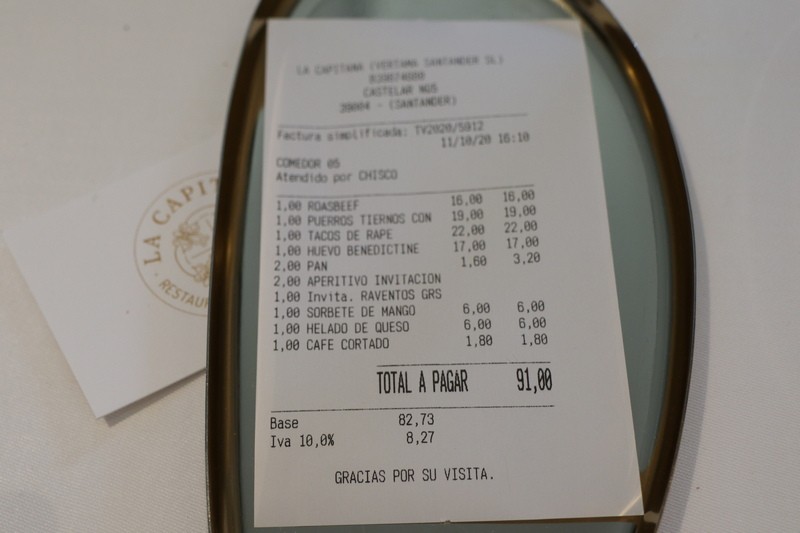 LA CAPITANA (VERTAMA SANTANDER SL)
CASTELAR Nº5
39004 - (SANTANDER)
Factura simplificada: TV2020/5912
11/10/20 16:10
COMEDOR 05
Atendido por CHISCO
1,00 ROASBEEF 16,00 16,00
1,00 PUERROS TIERNOS CON 19,00 19,00
1,00 TACOS DE RAPE 22,00 22,00
1,00 HUEVO BENEDICTINE 17,00 17,00
2,00 PAN 1,60 3,20
2,00 APERITIVO INVITACION
1,00 Invita. RAVENTOS GRS
1,00 SORBETE DE MANGO 6,00 6,00
1,00 HELADO DE QUESO 6,00 6,00
1,00 CAFE CORTADO 1,80 1,80
TOTAL A PAGAR 91,00
Base 82,73
Iva 10,0% 8,27
GRACIAS POR SU VISITA.
LA CAPIT
RESTAU